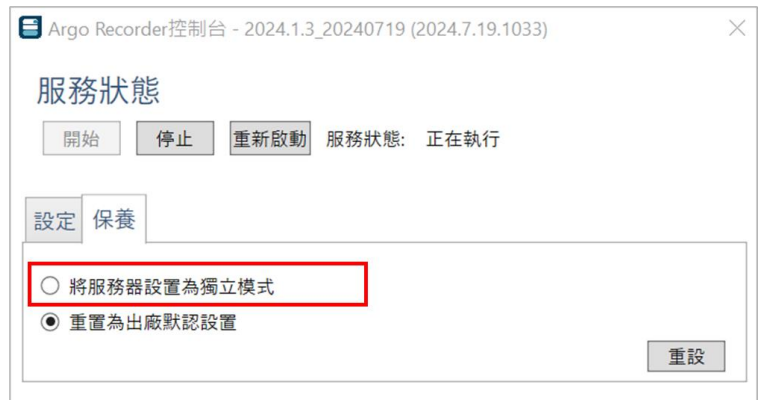 Argo Recorder控制台 - 2024.1.3_20240719 (2024.7.19.1033)
服務狀態
開始 停止 重新啟動 服務狀態: 正在執行
設定 保養
將服務器設置為獨立模式
重置為出廠默認設置
重設